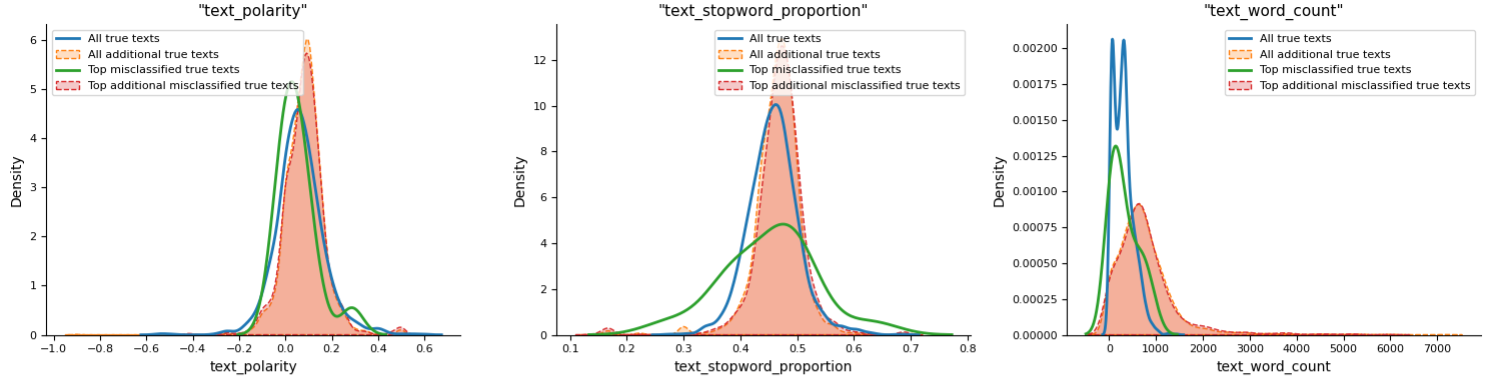 "text_polarity"
All true texts
All additional true texts
Top misclassified true texts
Top additional misclassified true texts
Density
6
5
4
3
2
1
0
−1.0 −0.8 −0.6 −0.4 −0.2 0.0 0.2 0.4 0.6
text_polarity
"text_stopword_proportion"
All true texts
All additional true texts
Top misclassified true texts
Top additional misclassified true texts
Density
12
10
8
6
4
2
0
0.1 0.2 0.3 0.4 0.5 0.6 0.7 0.8
text_stopword_proportion
"text_word_count"
All true texts
All additional true texts
Top misclassified true texts
Top additional misclassified true texts
Density
0.00200
0.00175
0.00150
0.00125
0.00100
0.00075
0.00050
0.00025
0.00000
0 1000 2000 3000 4000 5000 6000 7000
text_word_count